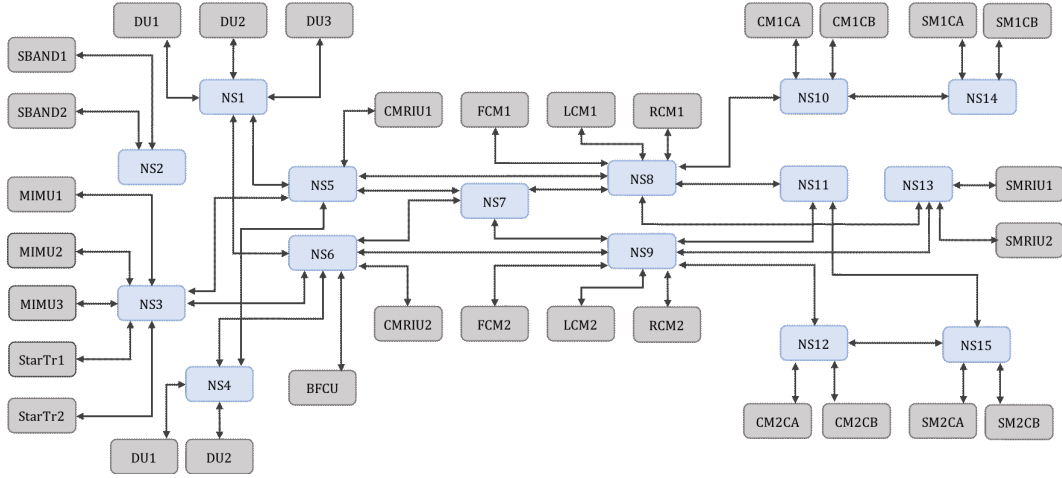 DU1
DU2
DU3
CM1CA
CM1CB
SM1CA
SM1CB
SBAND1
NS1
NS10
NS14
SBAND2
CMRIU1
FCM1
LCM1
RCM1
NS2
NS5
NS8
NS11
NS13
SMRIU1
MIMU1
NS7
SMRIU2
MIMU2
NS6
NS9
MIMU3
NS3
CMRIU2
FCM2
LCM2
RCM2
StarTr1
NS12
NS15
NS4
BFCU
StarTr2
CM2CA
CM2CB
SM2CA
SM2CB
DU1
DU2